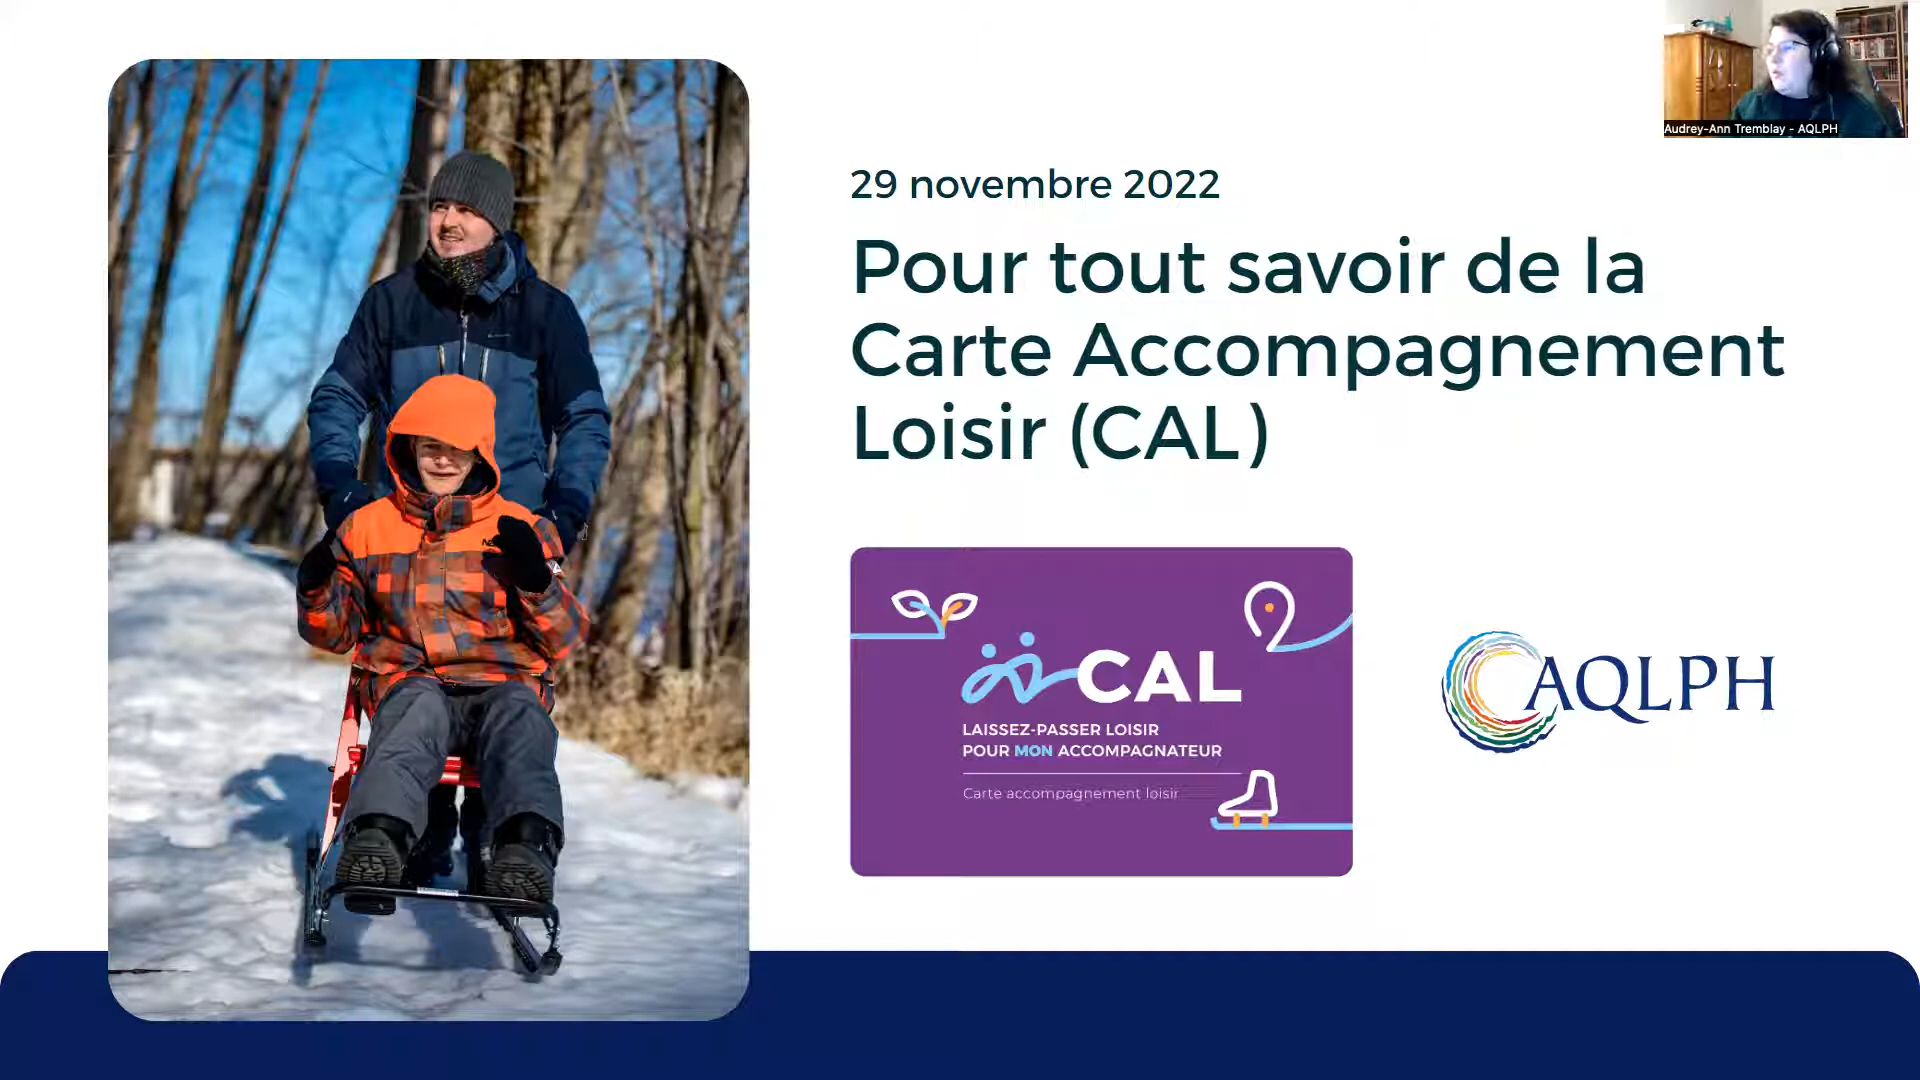 Audrey-Ann Tremblay - AQLPH
29 novembre 2022
Pour tout savoir de la
Carte Accompagnement
Loisir (CAL)
CAL
LAISSEZ-PASSER LOISIR
POUR MON ACCOMPAGNATEUR
Carte accompagnement loisir
AQLPH